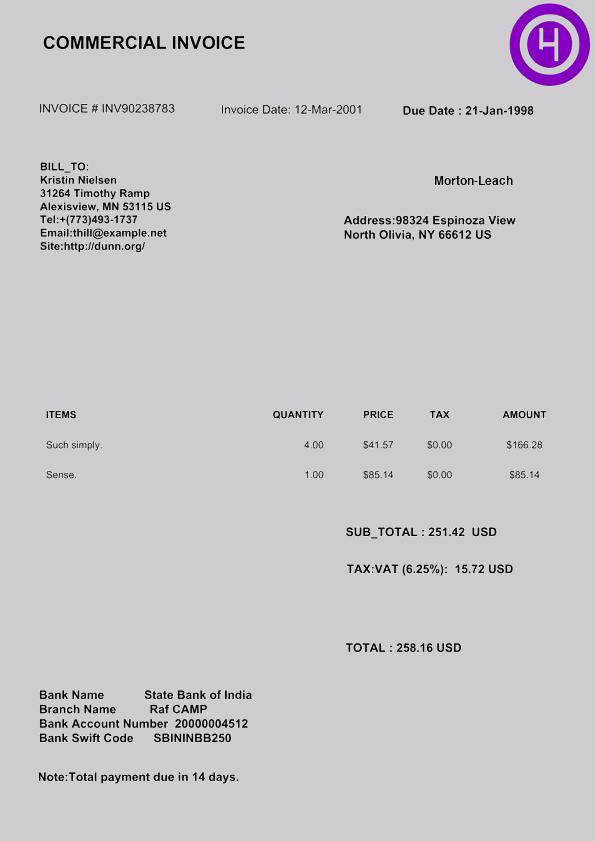 COMMERCIAL INVOICE
INVOICE # INV90238783 Invoice Date: 12-Mar-2001 Due Date : 21-Jan-1998
BILL_TO:
Kristin Nielsen
31264 Timothy Ramp
Alexisview, MN 53115 US
Tel:+(773)493-1737
Email:thill@example.net
Site:http://dunn.org/
Morton-Leach
Address:98324 Espinoza View
North Olivia, NY 66612 US
ITEMS QUANTITY PRICE TAX AMOUNT
Such simply. 4.00 $41.57 $0.00 $166.28
Sense. 1.00 $85.14 $0.00 $85.14
SUB_TOTAL : 251.42 USD
TAX:VAT (6.25%): 15.72 USD
TOTAL : 258.16 USD
Bank Name State Bank of India
Branch Name Raf CAMP
Bank Account Number 20000004512
Bank Swift Code SBININBB250
Note:Total payment due in 14 days.